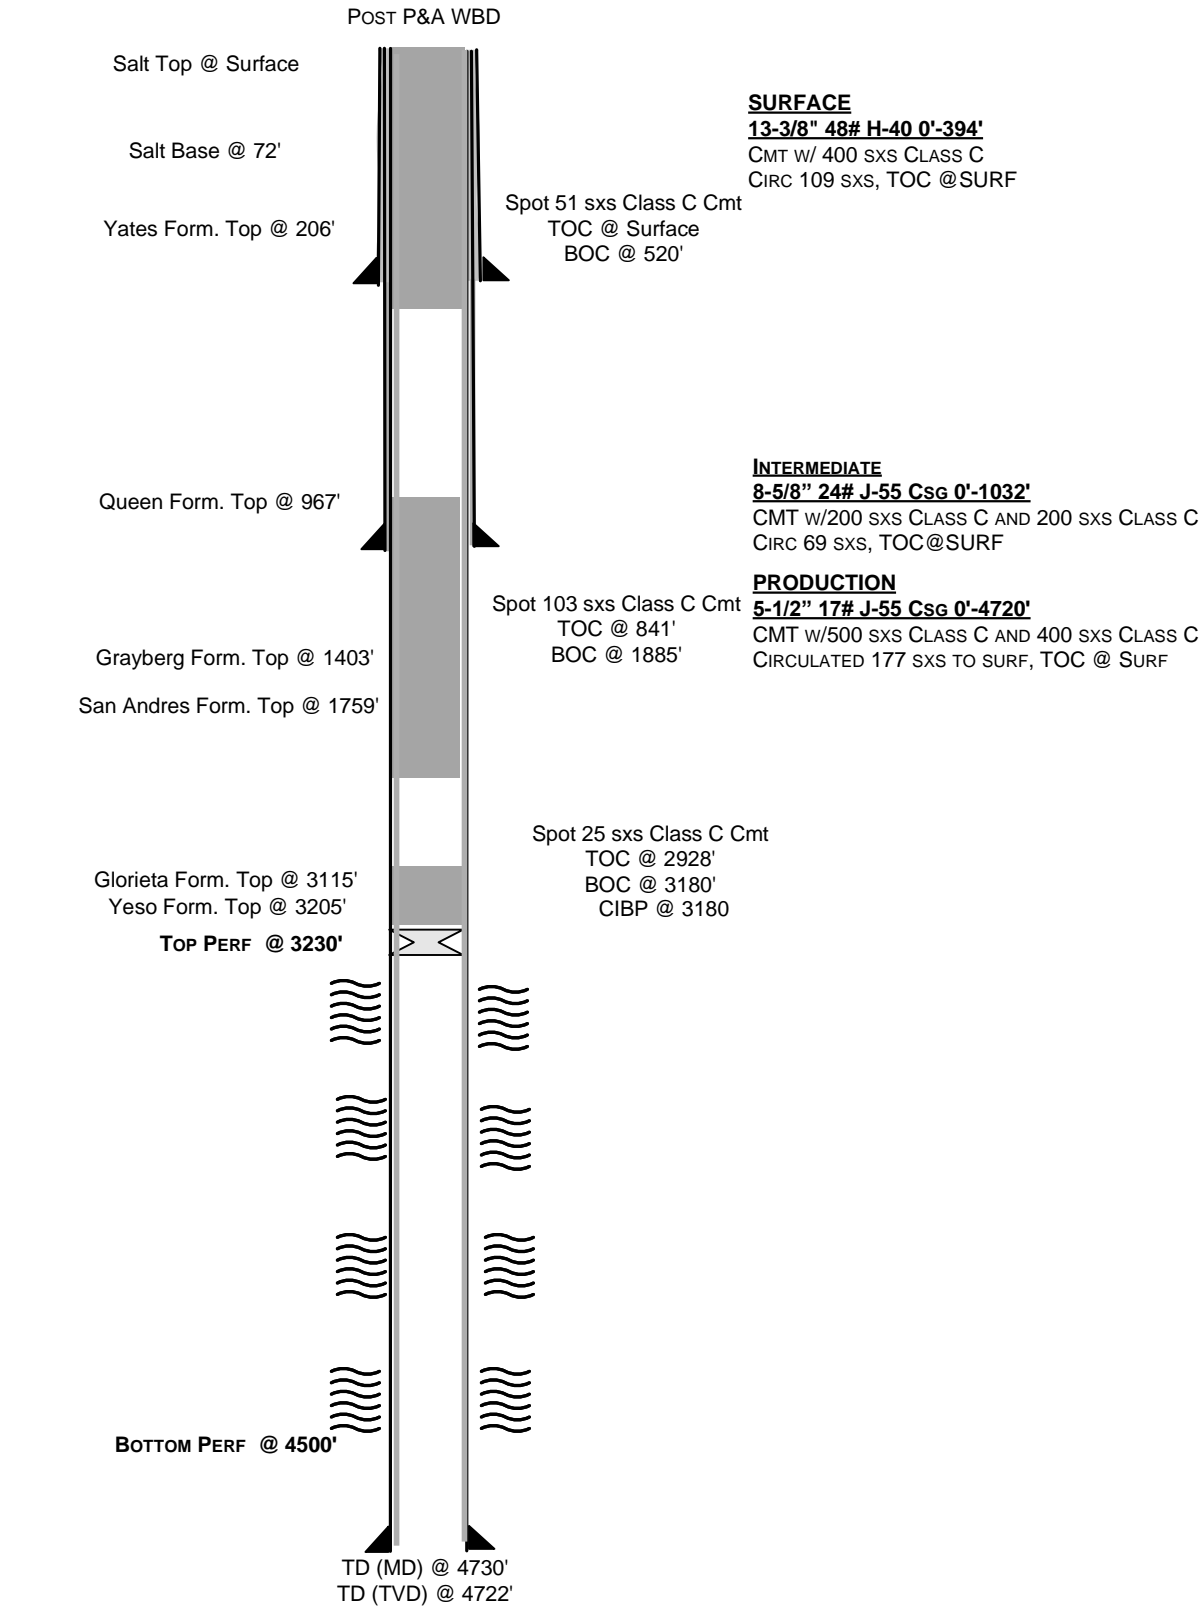 POST P&A WBD
Salt Top @ Surface
Salt Base @ 72'
Yates Form. Top @ 206'
SURFACE
13-3/8" 48# H-40 0'-394'
CMT W/ 400 SXS CLASS C
CIRC 109 SXS, TOC @SURF
Spot 51 sxs Class C Cmt
TOC @ Surface
BOC @ 520'
Queen Form. Top @ 967'
INTERMEDIATE
8-5/8” 24# J-55 CSG 0'-1032'
CMT W/200 SXS CLASS C AND 200 SXS CLASS C
CIRC 69 SXS, TOC@SURF
PRODUCTION
5-1/2” 17# J-55 CSG 0'-4720'
CMT W/500 SXS CLASS C AND 400 SXS CLASS C
CIRCULATED 177 SXS TO SURF, TOC @ SURF
Spot 103 sxs Class C Cmt
TOC @ 841'
BOC @ 1885'
Grayberg Form. Top @ 1403'
San Andres Form. Top @ 1759'
Spot 25 sxs Class C Cmt
TOC @ 2928'
BOC @ 3180'
CIBP @ 3180
Glorieta Form. Top @ 3115'
Yeso Form. Top @ 3205'
TOP PERF @ 3230'
BOTTOM PERF @ 4500'
TD (MD) @ 4730'
TD (TVD) @ 4722'